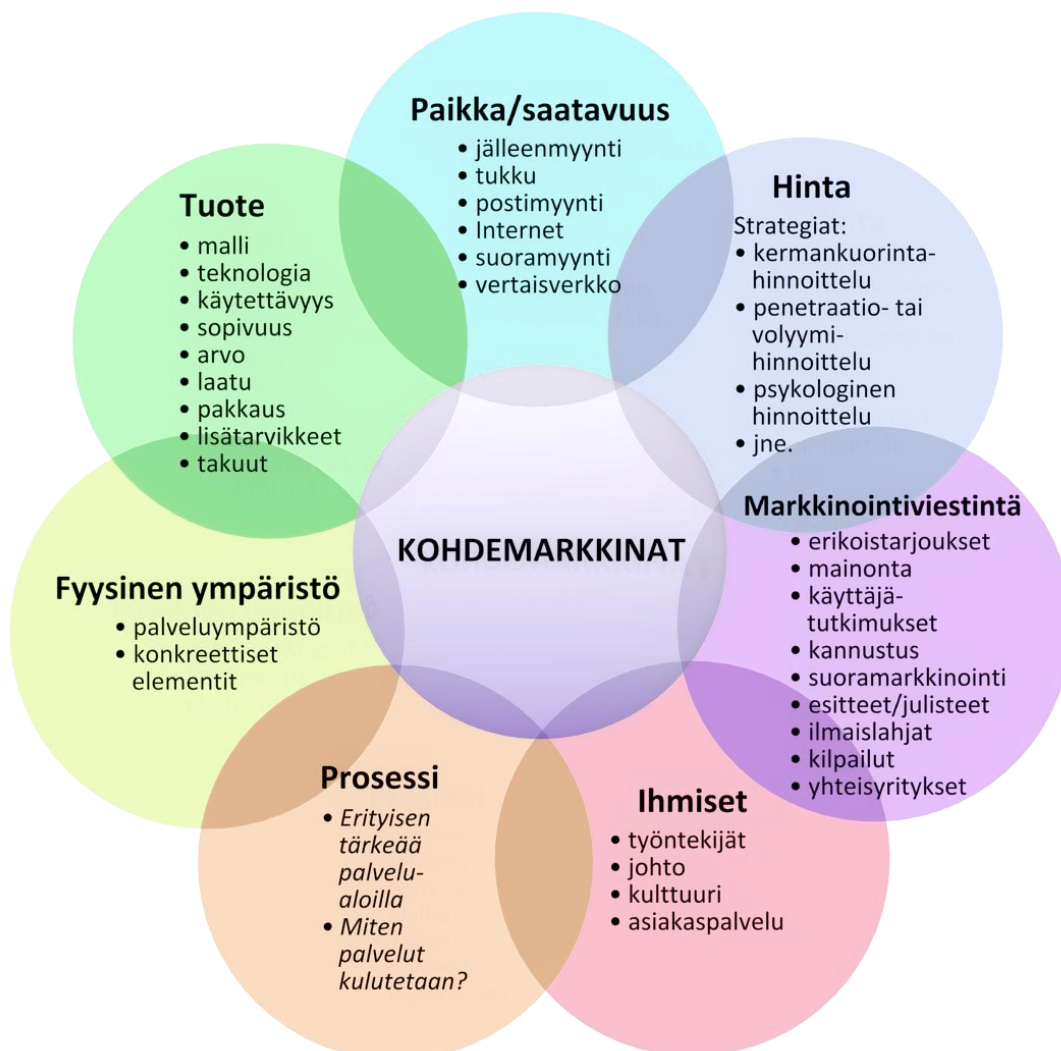 Paikka/saatavuus
• jälleenmyynti
• tukku
• postimyynti
• Internet
• suoramyynti
• vertaisverkko
Hinta
Strategiat:
• kermankuorinta-
hinnoittelu
• penetraatio- tai
volyymi-
hinnoittelu
• psykologinen
hinnoittelu
• jne.
Tuote
• malli
• teknologia
• käytettävyys
• sopivuus
• arvo
• laatu
• pakkaus
• lisätarvikkeet
• takuut
KOHDEMARKKINAT
Markkinointiviestintä
• erikoistarjoukset
• mainonta
• käyttäjä-
tutkimukset
• kannustus
• suoramarkkinointi
• esitteet/julisteet
• ilmaislahjat
• kilpailut
• yhteisyritykset
Fyysinen ympäristö
• palveluympäristö
• konkreettiset
elementit
Prosessi
• Erityisen
tärkeää
palvelu-
aloilla
• Miten
palvelut
kulutetaan?
Ihmiset
• työntekijät
• johto
• kulttuuri
• asiakaspalvelu